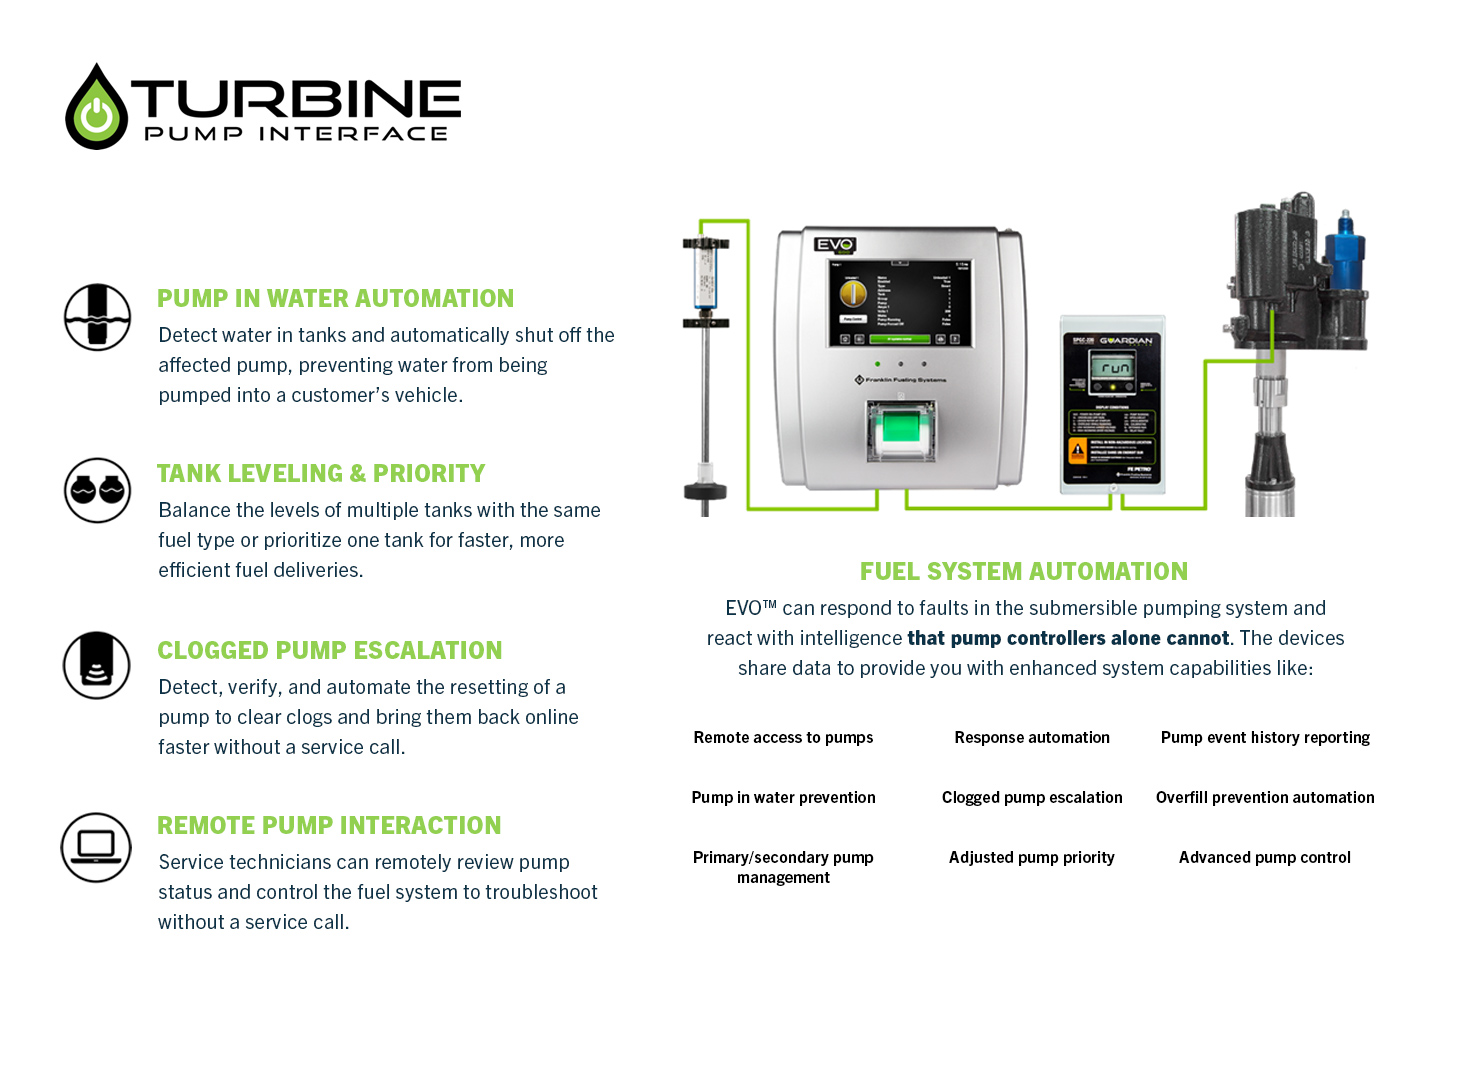 TURBINE
PUMP INTERFACE
PUMP IN WATER AUTOMATION
Detect water in tanks and automatically shut off the
affected pump, preventing water from being
pumped into a customer’s vehicle.
TANK LEVELING & PRIORITY
Balance the levels of multiple tanks with the same
fuel type or prioritize one tank for faster, more
efficient fuel deliveries.
CLOGGED PUMP ESCALATION
Detect, verify, and automate the resetting of a
pump to clear clogs and bring them back online
faster without a service call.
REMOTE PUMP INTERACTION
Service technicians can remotely review pump
status and control the fuel system to troubleshoot
without a service call.
EVO
Franklin Fueling Systems
GUARDIAN
run
FE PETRO
FUEL SYSTEM AUTOMATION
EVO™ can respond to faults in the submersible pumping system and
react with intelligence that pump controllers alone cannot. The devices
share data to provide you with enhanced system capabilities like:
Remote access to pumps
Response automation
Pump event history reporting
Pump in water prevention
Clogged pump escalation
Overfill prevention automation
Primary/secondary pump
management
Adjusted pump priority
Advanced pump control